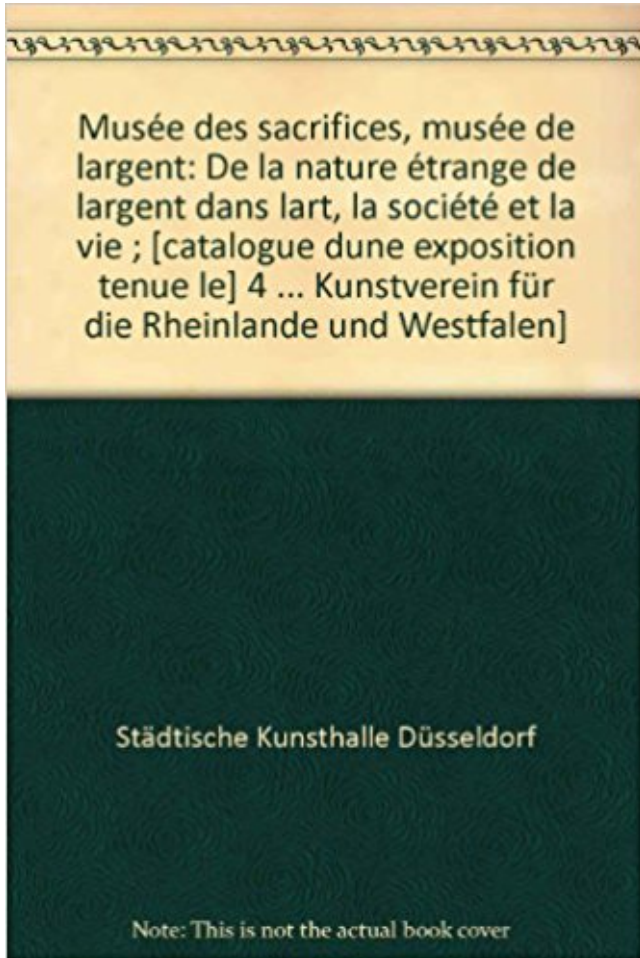 Musée des sacrifices, musée de
largent: De la nature étrange de
largent dans lart, la société et la
vie ; [catalogue dune exposition
tenue le] 4 ... Kunstverein für
die Rheinlande und Westfalen]
Städtische Kunsthalle Düsseldorf
Note: This is not the actual book cover